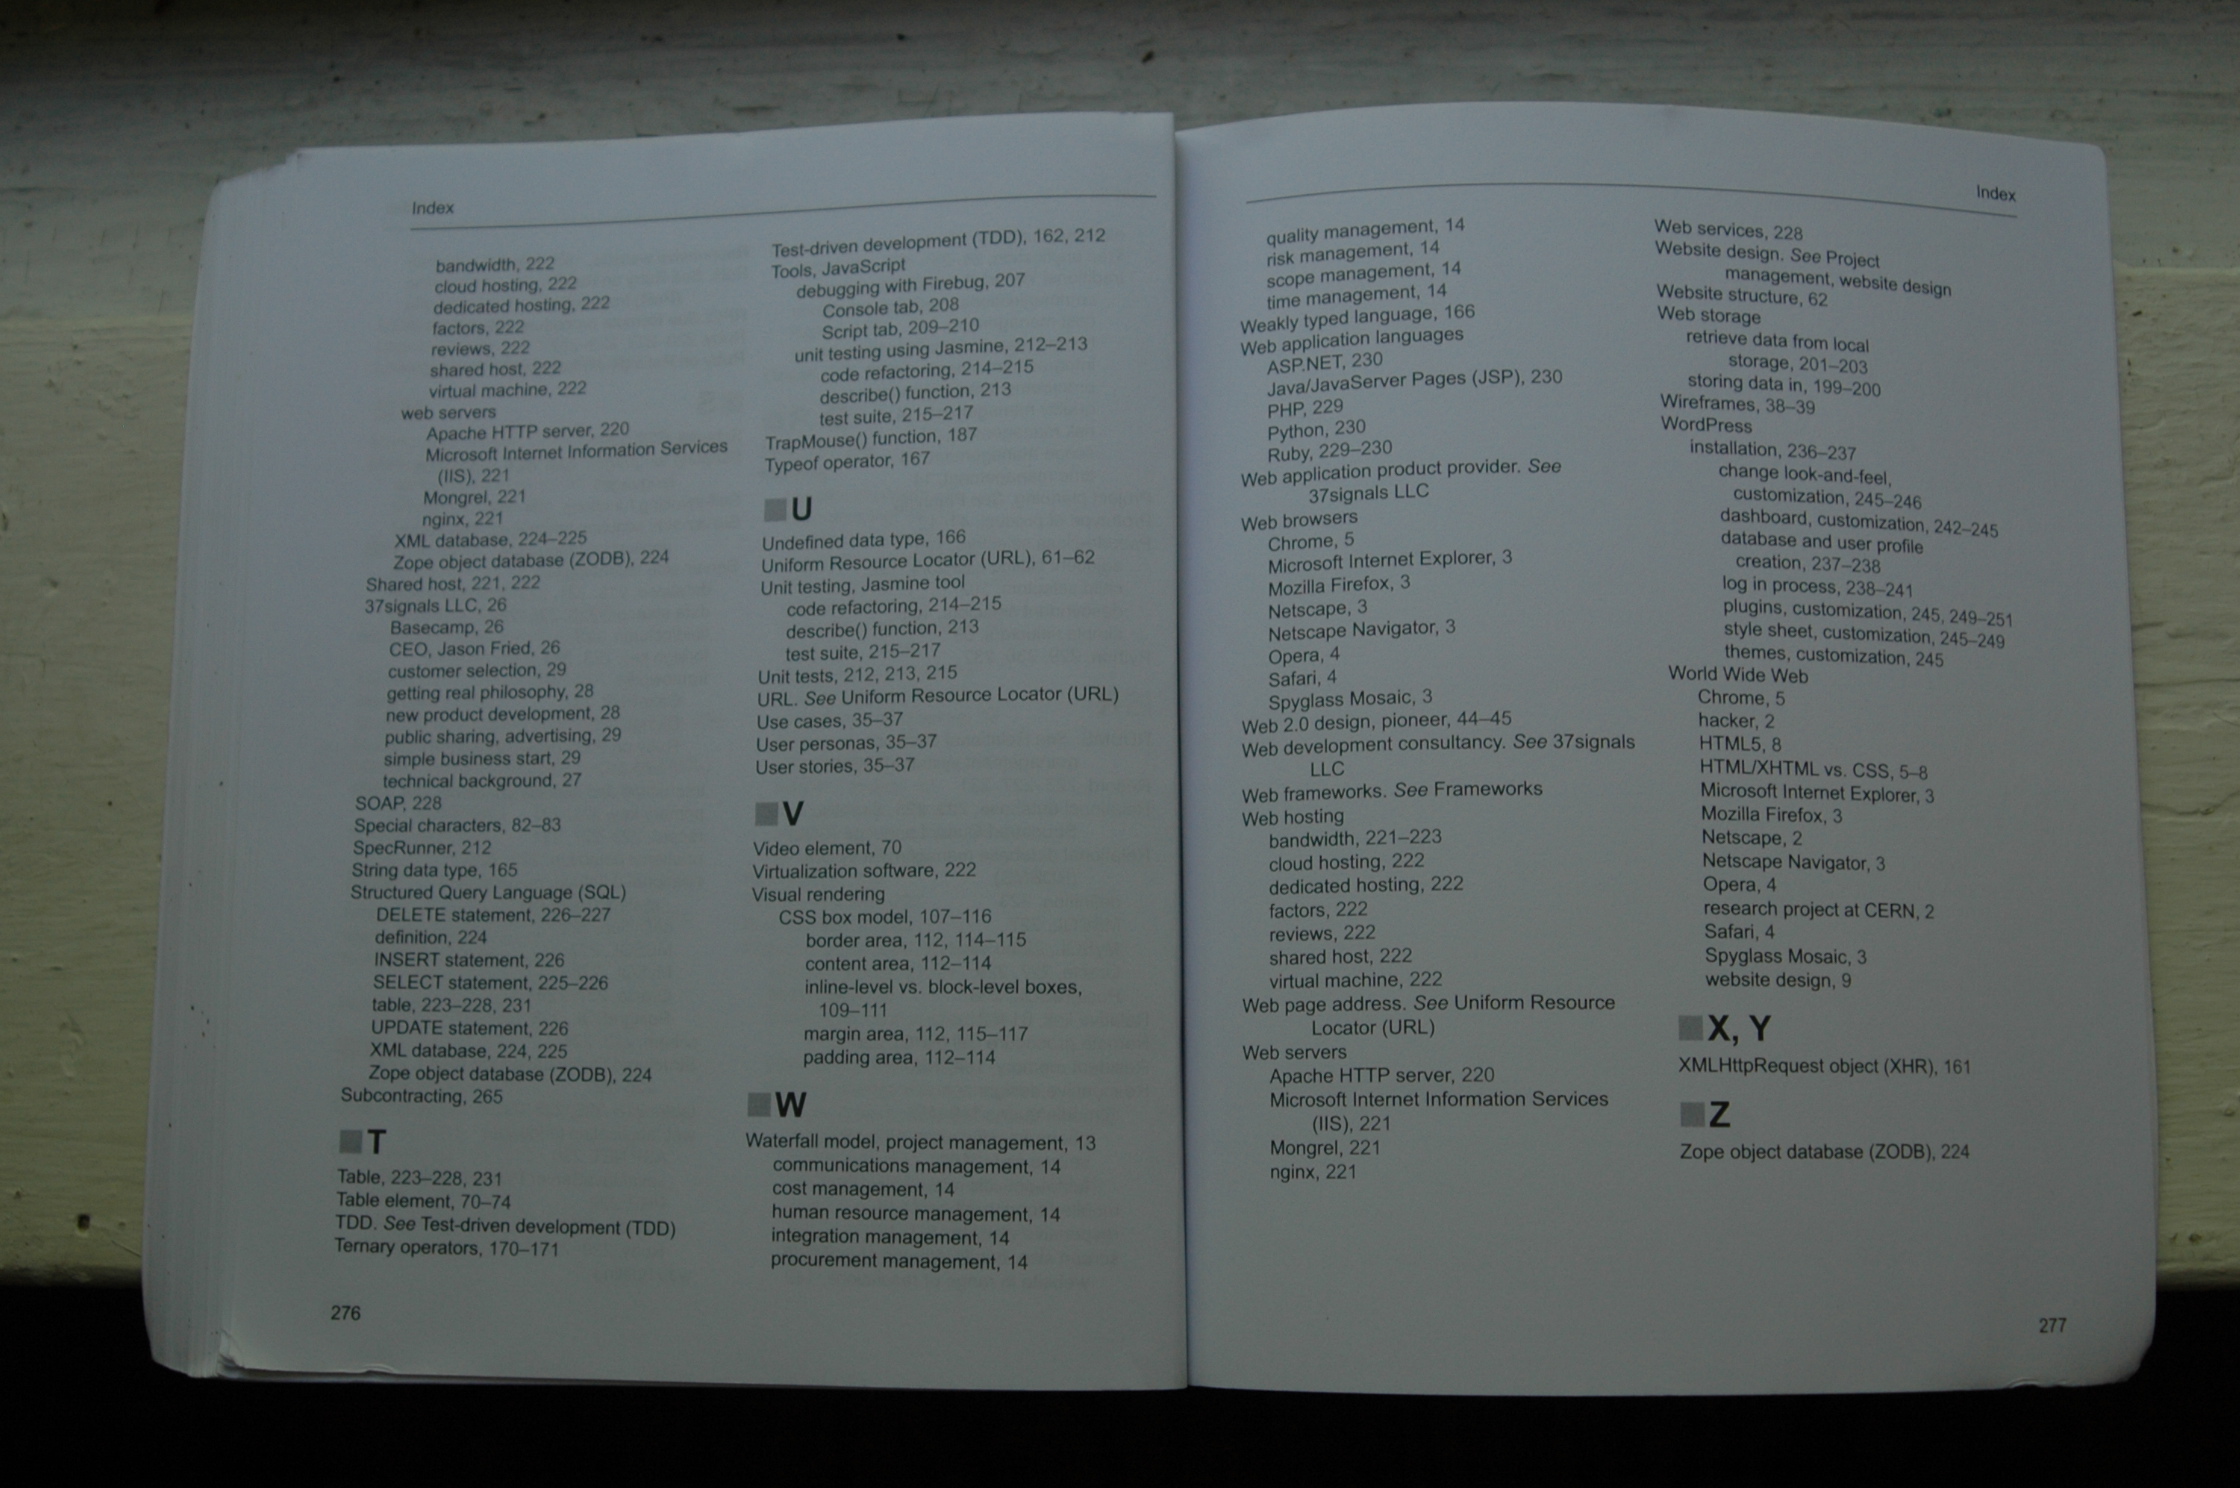 Index
bandwidth, 222
cloud hosting, 222
dedicated hosting, 222
factors, 222
reviews, 222
shared host, 222
virtual machine, 222
web servers
Apache HTTP server, 220
Microsoft Internet Information Services
(IIS), 221
Mongrel, 221
nginx, 221
XML database, 224–225
Zope object database (ZODB), 224
Shared host, 221, 222
37signals LLC, 26
Basecamp, 26
CEO, Jason Fried, 26
customer selection, 29
getting real philosophy, 28
new product development, 28
public sharing, advertising, 29
simple business start, 29
technical background, 27
SOAP, 228
Special characters, 82–83
SpecRunner, 212
String data type, 165
Structured Query Language (SQL)
DELETE statement, 226–227
definition, 224
INSERT statement, 226
SELECT statement, 225–226
table, 223–228, 231
UPDATE statement, 226
XML database, 224, 225
Zope object database (ZODB), 224
Subcontracting, 265
T
Table, 223–228, 231
Table element, 70–74
TDD. See Test-driven development (TDD)
Ternary operators, 170–171
Test-driven development (TDD), 162, 212
Tools, JavaScript
debugging with Firebug, 207
Console tab, 208
Script tab, 209–210
unit testing using Jasmine, 212–213
code refactoring, 214–215
describe() function, 213
test suite, 215–217
TrapMouse() function, 187
Typeof operator, 167
U
Undefined data type, 166
Uniform Resource Locator (URL), 61–62
Unit testing, Jasmine tool
code refactoring, 214–215
describe() function, 213
test suite, 215–217
Unit tests, 212, 213, 215
URL. See Uniform Resource Locator (URL)
Use cases, 35–37
User personas, 35–37
User stories, 35–37
V
Video element, 70
Virtualization software, 222
Visual rendering
CSS box model, 107–116
border area, 112, 114–115
content area, 112–114
inline-level vs. block-level boxes,
109–111
margin area, 112, 115–117
padding area, 112–114
W
Waterfall model, project management, 13
communications management, 14
cost management, 14
human resource management, 14
integration management, 14
procurement management, 14
276
Index
quality management, 14
risk management, 14
scope management, 14
time management, 14
Weakly typed language, 166
Web application languages
ASP.NET, 230
Java/JavaServer Pages (JSP), 230
PHP, 229
Python, 230
Ruby, 229–230
Web application product provider. See
37signals LLC
Web browsers
Chrome, 5
Microsoft Internet Explorer, 3
Mozilla Firefox, 3
Netscape, 3
Netscape Navigator, 3
Opera, 4
Safari, 4
Spyglass Mosaic, 3
Web 2.0 design, pioneer, 44–45
Web development consultancy. See 37signals
LLC
Web frameworks. See Frameworks
Web hosting
bandwidth, 221–223
cloud hosting, 222
dedicated hosting, 222
factors, 222
reviews, 222
shared host, 222
virtual machine, 222
Web page address. See Uniform Resource
Locator (URL)
Web servers
Apache HTTP server, 220
Microsoft Internet Information Services
(IIS), 221
Mongrel, 221
nginx, 221
Web services, 228
Website design. See Project
management, website design
Website structure, 62
Web storage
retrieve data from local
storage, 201–203
storing data in, 199–200
Wireframes, 38–39
WordPress
installation, 236–237
change look-and-feel,
customization, 245–246
dashboard, customization, 242–245
database and user profile
creation, 237–238
log in process, 238–241
plugins, customization, 245, 249–251
style sheet, customization, 245–249
themes, customization, 245
World Wide Web
Chrome, 5
hacker, 2
HTML5, 8
HTML/XHTML vs. CSS, 5–8
Microsoft Internet Explorer, 3
Mozilla Firefox, 3
Netscape, 2
Netscape Navigator, 3
Opera, 4
research project at CERN, 2
Safari, 4
Spyglass Mosaic, 3
website design, 9
X, Y
XMLHttpRequest object (XHR), 161
Z
Zope object database (ZODB), 224
277